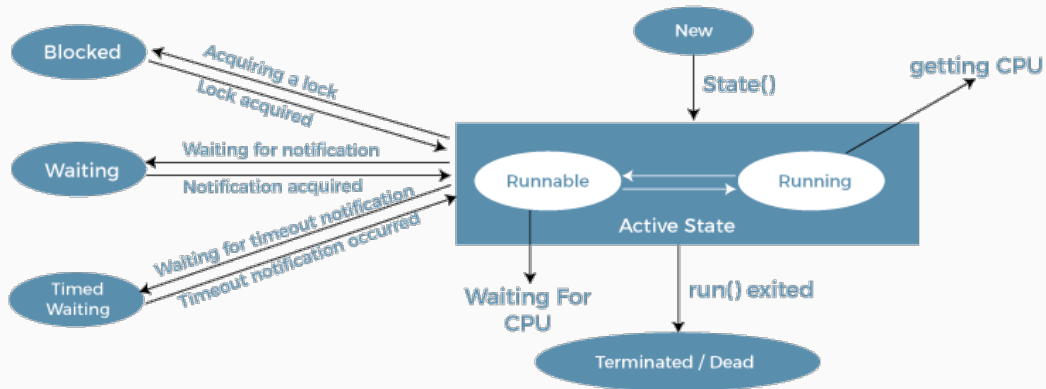 New
Blocked
State()
getting CPU
Acquiring a lock
Lock acquired
Waiting for notification
Waiting
Notification acquired
Runnable
Running
Active State
Waiting for timeout notification
Timeout notification occurred
Timed
Waiting
Waiting For
CPU
run() exited
Terminated / Dead